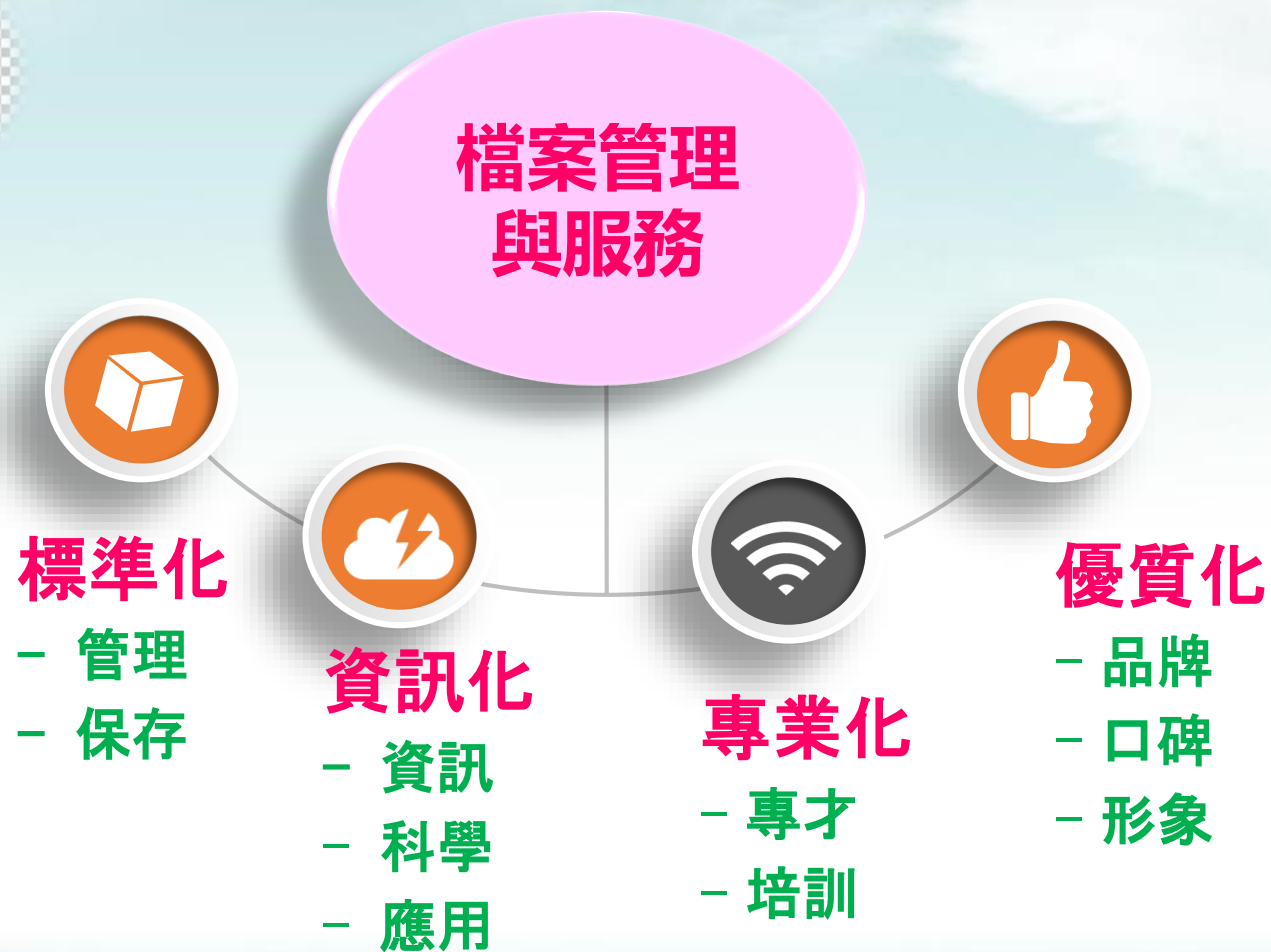 檔案管理
與服務
標準化
– 管理
– 保存
資訊化
– 資訊
– 科學
– 應用
專業化
– 專才
– 培訓
優質化
– 品牌
– 口碑
– 形象